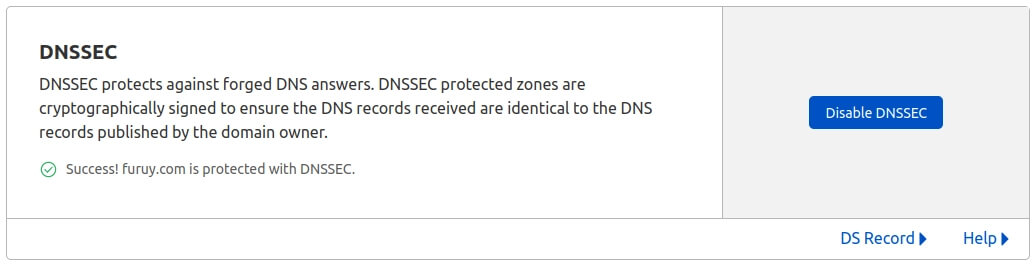 DNSSEC
DNSSEC protects against forged DNS answers. DNSSEC protected zones are
cryptographically signed to ensure the DNS records received are identical to the DNS
records published by the domain owner.
Success! furuy.com is protected with DNSSEC.
Disable DNSSEC
DS Record
Help